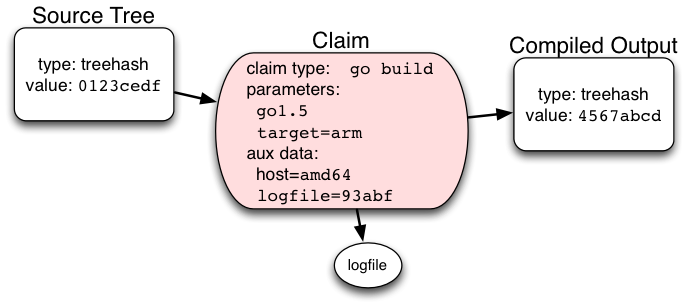 Source Tree
type: treehash
value: 0123cedf
Claim
claim type: go build
parameters:
go1.5
target=arm
aux data:
host=amd64
logfile=93abf
Compiled Output
type: treehash
value: 4567abcd
logfile